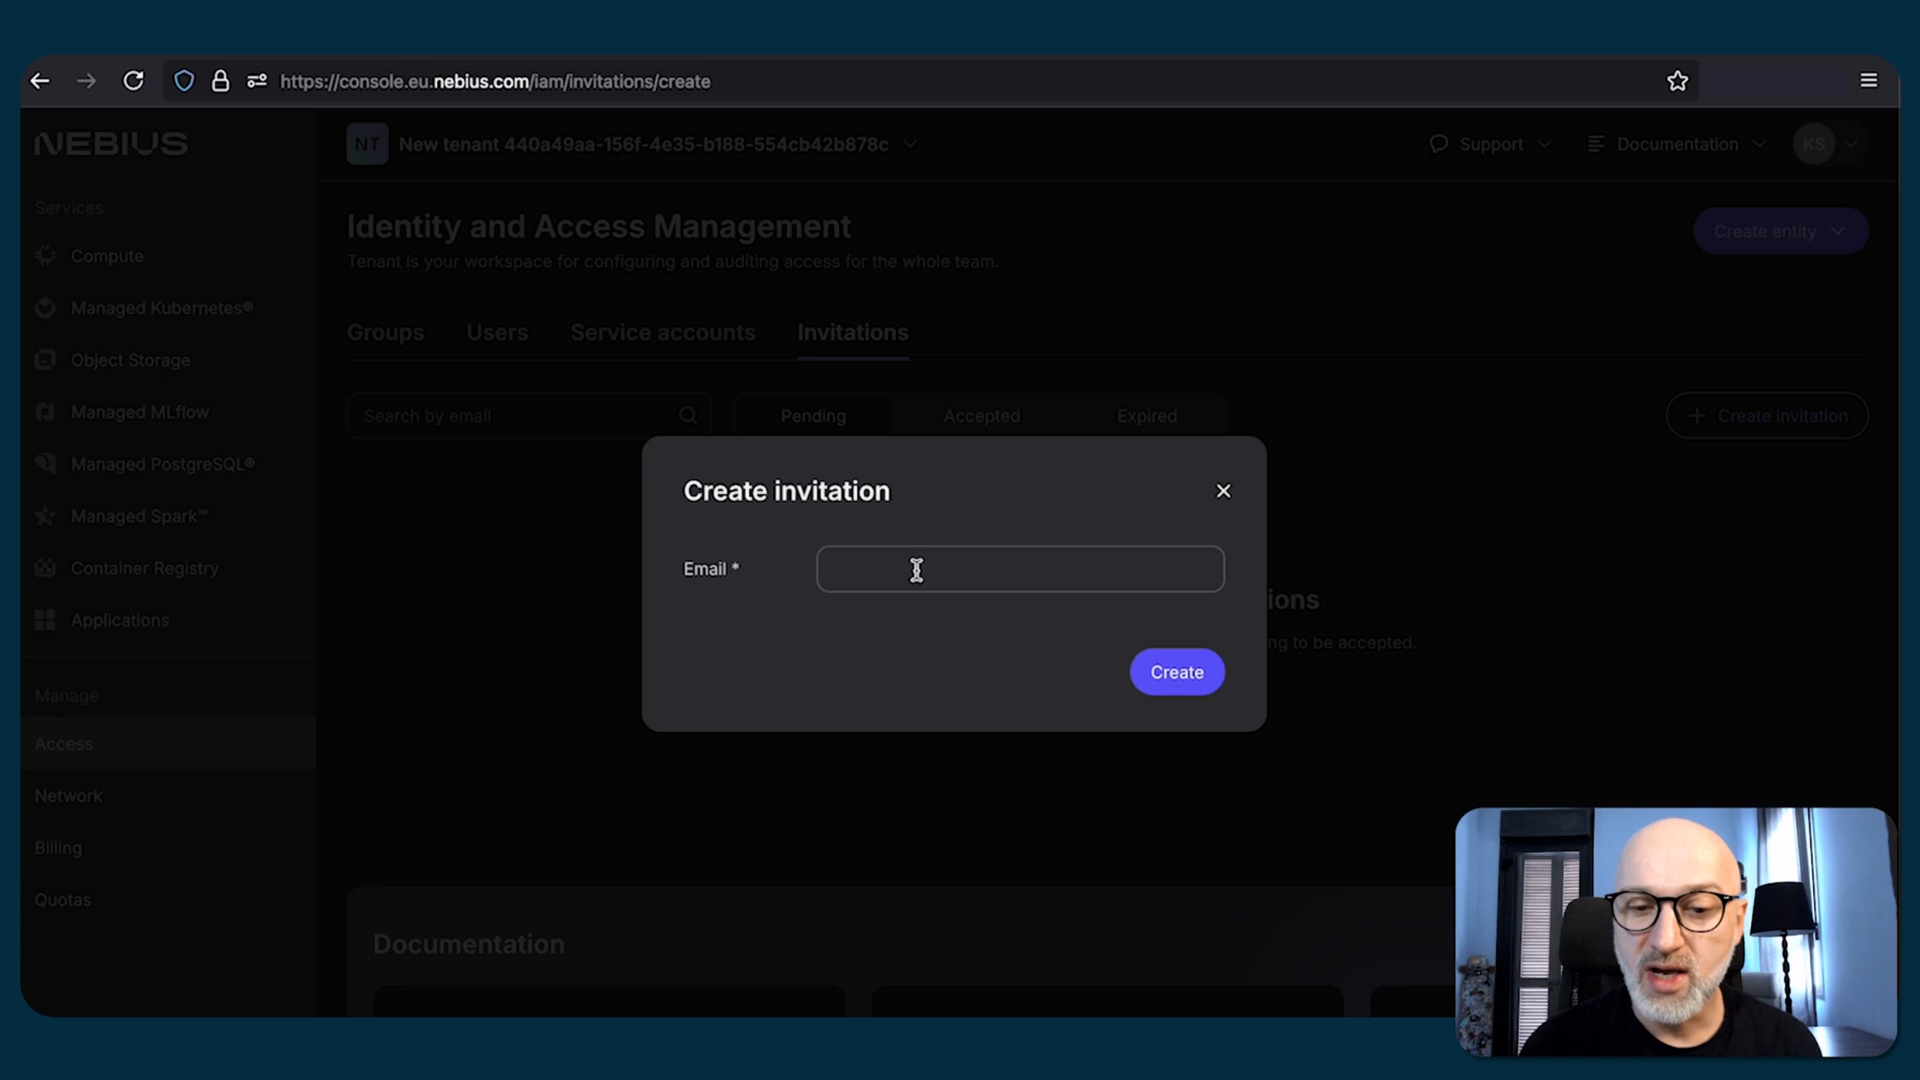 https://console.eu.nebius.com/iam/invitations/create
NEBIUS
NT New tenant 440a49aa-156f-4e35-b188-554cb42b878c
Support
Documentation
KS
Services
Compute
Managed Kubernetes®
Object Storage
Managed MLflow
Managed PostgreSQL®
Managed Spark™
Container Registry
Applications
Manage
Access
Network
Billing
Quotas
Identity and Access Management
Create entity
Tenant is your workspace for configuring and auditing access for the whole team.
Groups Users Service accounts Invitations
Search by email
Pending Accepted Expired
+ Create invitation
Create invitation
Email *
Create
ions
ng to be accepted.
Documentation